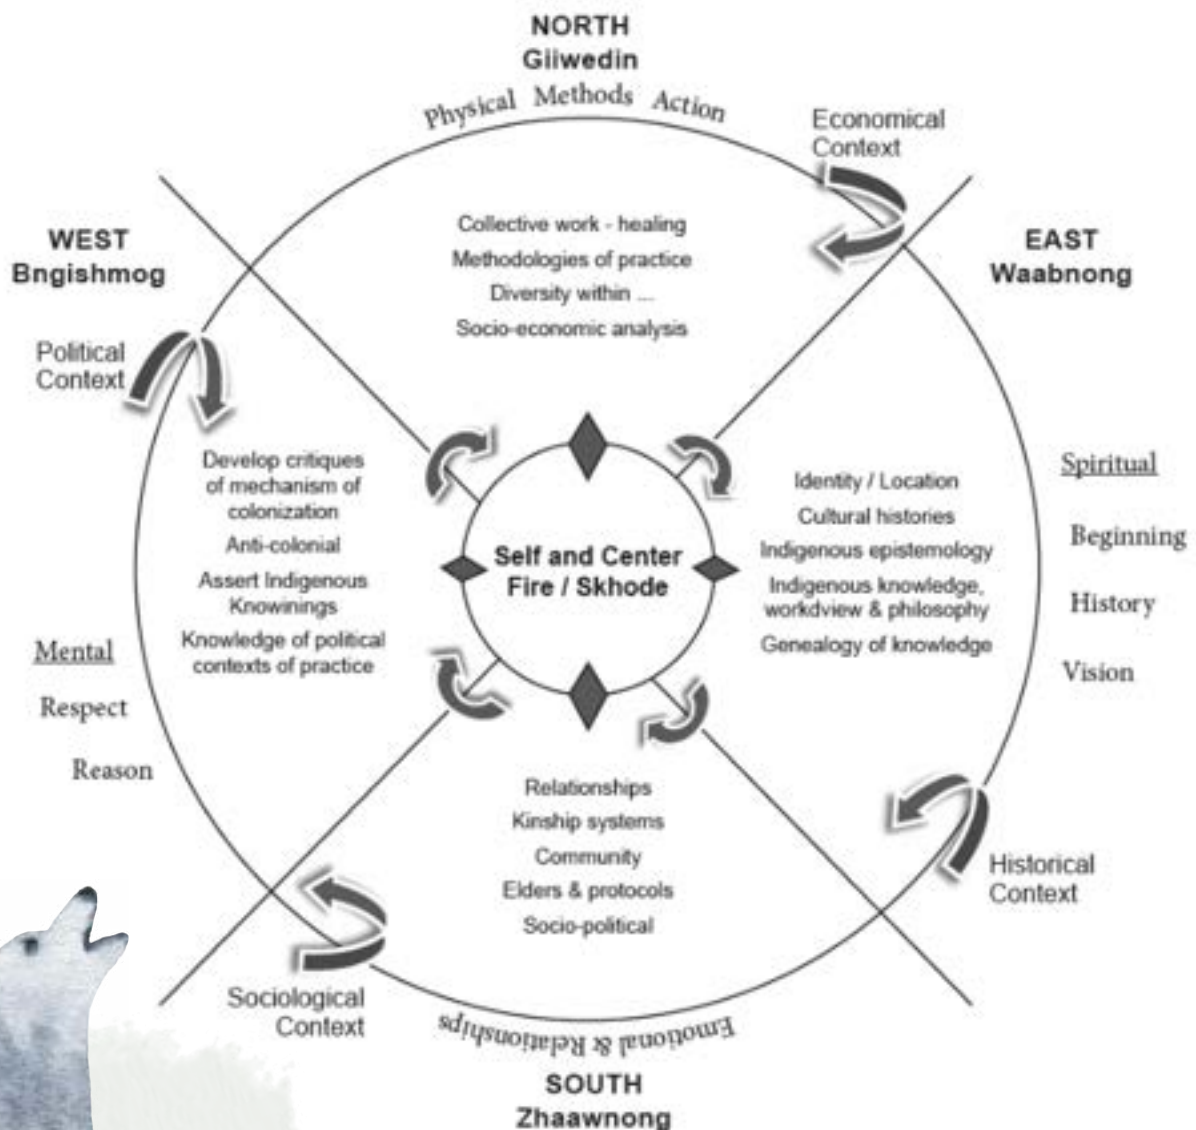 NORTH
Giiwedin
Physical Methods Action
Economical
Context
Collective work - healing
Methodologies of practice
Diversity within ...
Socio-economic analysis
WEST
Bngishmog
EAST
Waabnong
Political
Context
Develop critiques
of mechanism of
colonization
Anti-colonial
Assert Indigenous
Knowinings
Knowledge of political
contexts of practice
Mental
Respect
Reason
Self and Center
Fire / Skhode
Identity / Location
Cultural histories
Indigenous epistemology
Indigenous knowledge,
workdview & philosophy
Genealogy of knowledge
Spiritual
Beginning
History
Vision
Relationships
Kinship systems
Community
Elders & protocols
Socio-political
Historical
Context
Sociological
Context
Emotional & Relationships
SOUTH
Zhaawnong